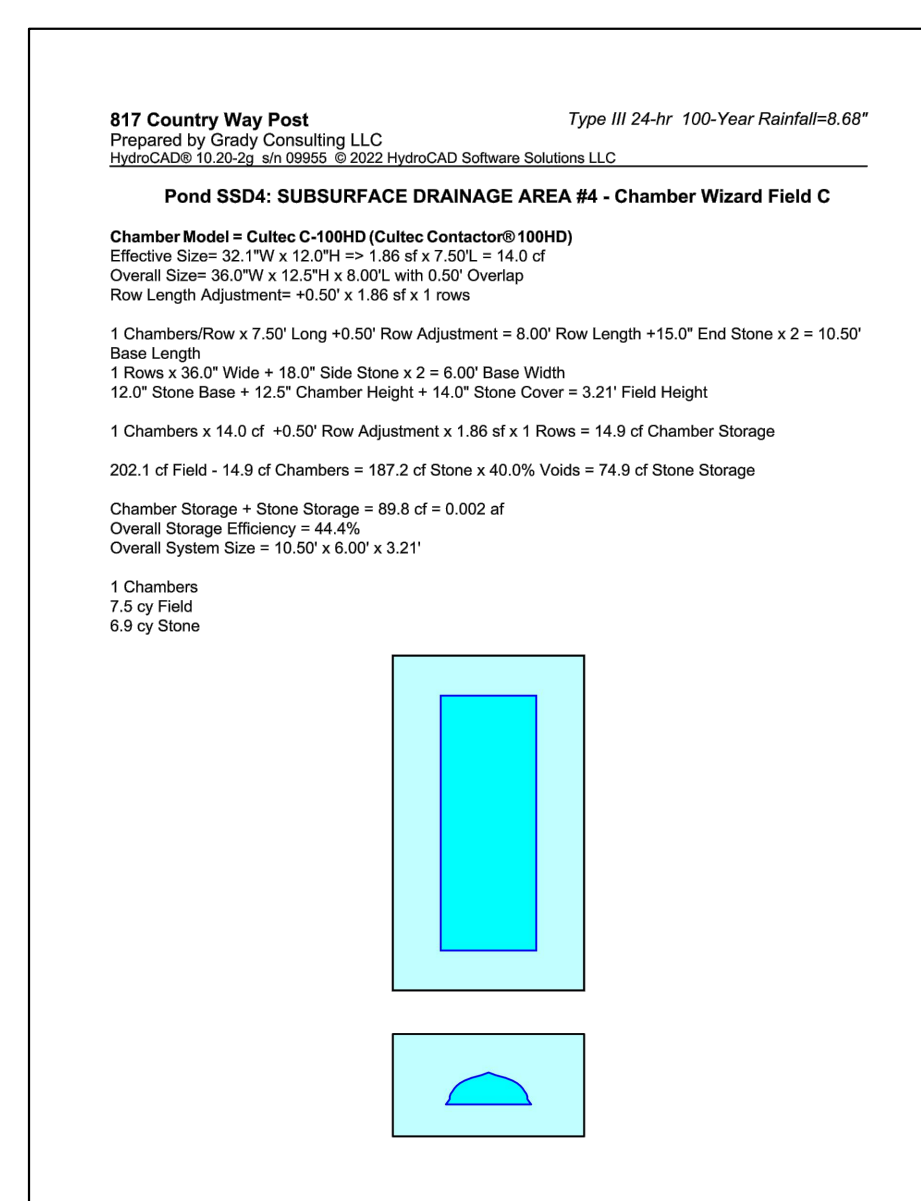 817 Country Way Post
Type III 24-hr 100-Year Rainfall=8.68"
Prepared by Grady Consulting LLC
HydroCAD® 10.20-2g s/n 09955 © 2022 HydroCAD Software Solutions LLC
Pond SSD4: SUBSURFACE DRAINAGE AREA #4 - Chamber Wizard Field C
Chamber Model = Cultec C-100HD (Cultec Contactor® 100HD)
Effective Size= 32.1"W x 12.0"H => 1.86 sf x 7.50'L = 14.0 cf
Overall Size= 36.0"W x 12.5"H x 8.00'L with 0.50' Overlap
Row Length Adjustment= +0.50' x 1.86 sf x 1 rows
1 Chambers/Row x 7.50' Long +0.50' Row Adjustment = 8.00' Row Length +15.0" End Stone x 2 = 10.50'
Base Length
1 Rows x 36.0" Wide + 18.0" Side Stone x 2 = 6.00' Base Width
12.0" Stone Base + 12.5" Chamber Height + 14.0" Stone Cover = 3.21' Field Height
1 Chambers x 14.0 cf +0.50' Row Adjustment x 1.86 sf x 1 Rows = 14.9 cf Chamber Storage
202.1 cf Field - 14.9 cf Chambers = 187.2 cf Stone x 40.0% Voids = 74.9 cf Stone Storage
Chamber Storage + Stone Storage = 89.8 cf = 0.002 af
Overall Storage Efficiency = 44.4%
Overall System Size = 10.50' x 6.00' x 3.21'
1 Chambers
7.5 cy Field
6.9 cy Stone